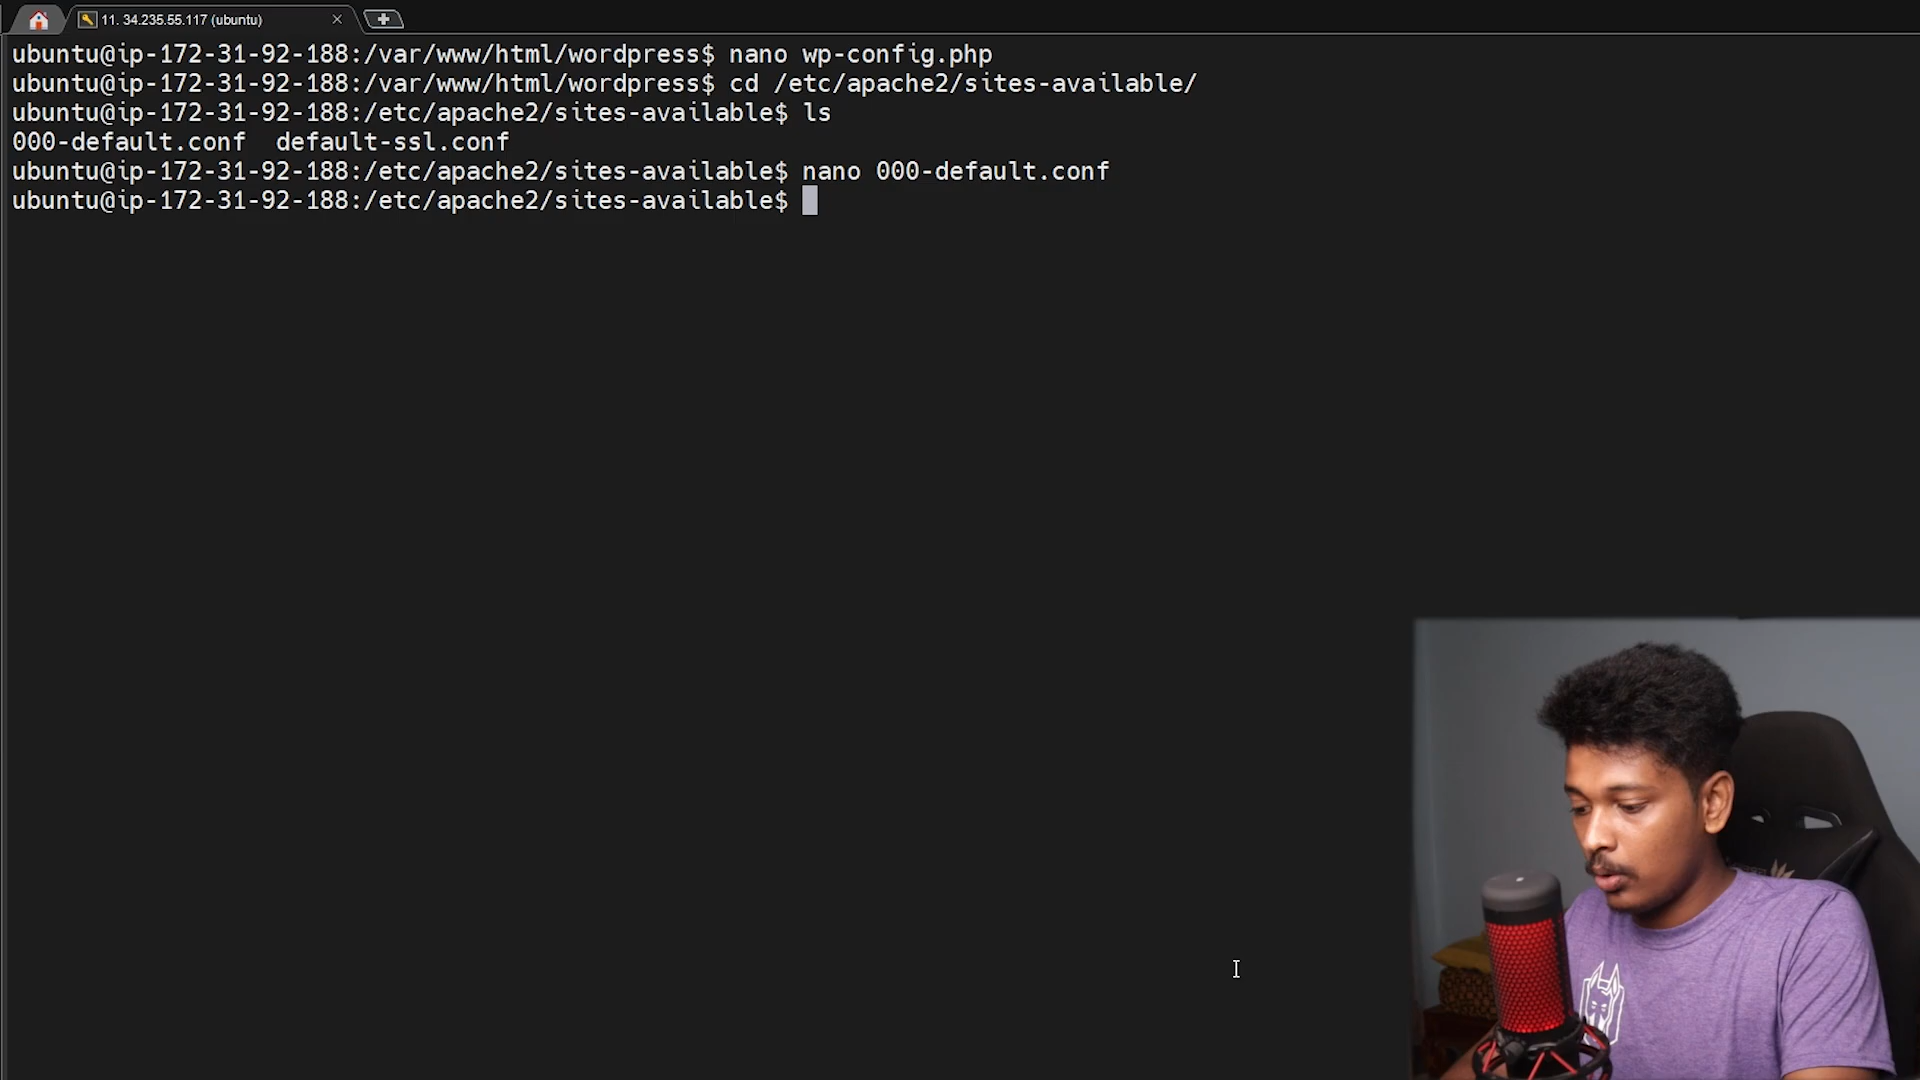 11. 34.235.55.117 (ubuntu)
ubuntu@ip-172-31-92-188:/var/www/html/wordpress$ nano wp-config.php
ubuntu@ip-172-31-92-188:/var/www/html/wordpress$ cd /etc/apache2/sites-available/
ubuntu@ip-172-31-92-188:/etc/apache2/sites-available$ ls
000-default.conf  default-ssl.conf
ubuntu@ip-172-31-92-188:/etc/apache2/sites-available$ nano 000-default.conf
ubuntu@ip-172-31-92-188:/etc/apache2/sites-available$